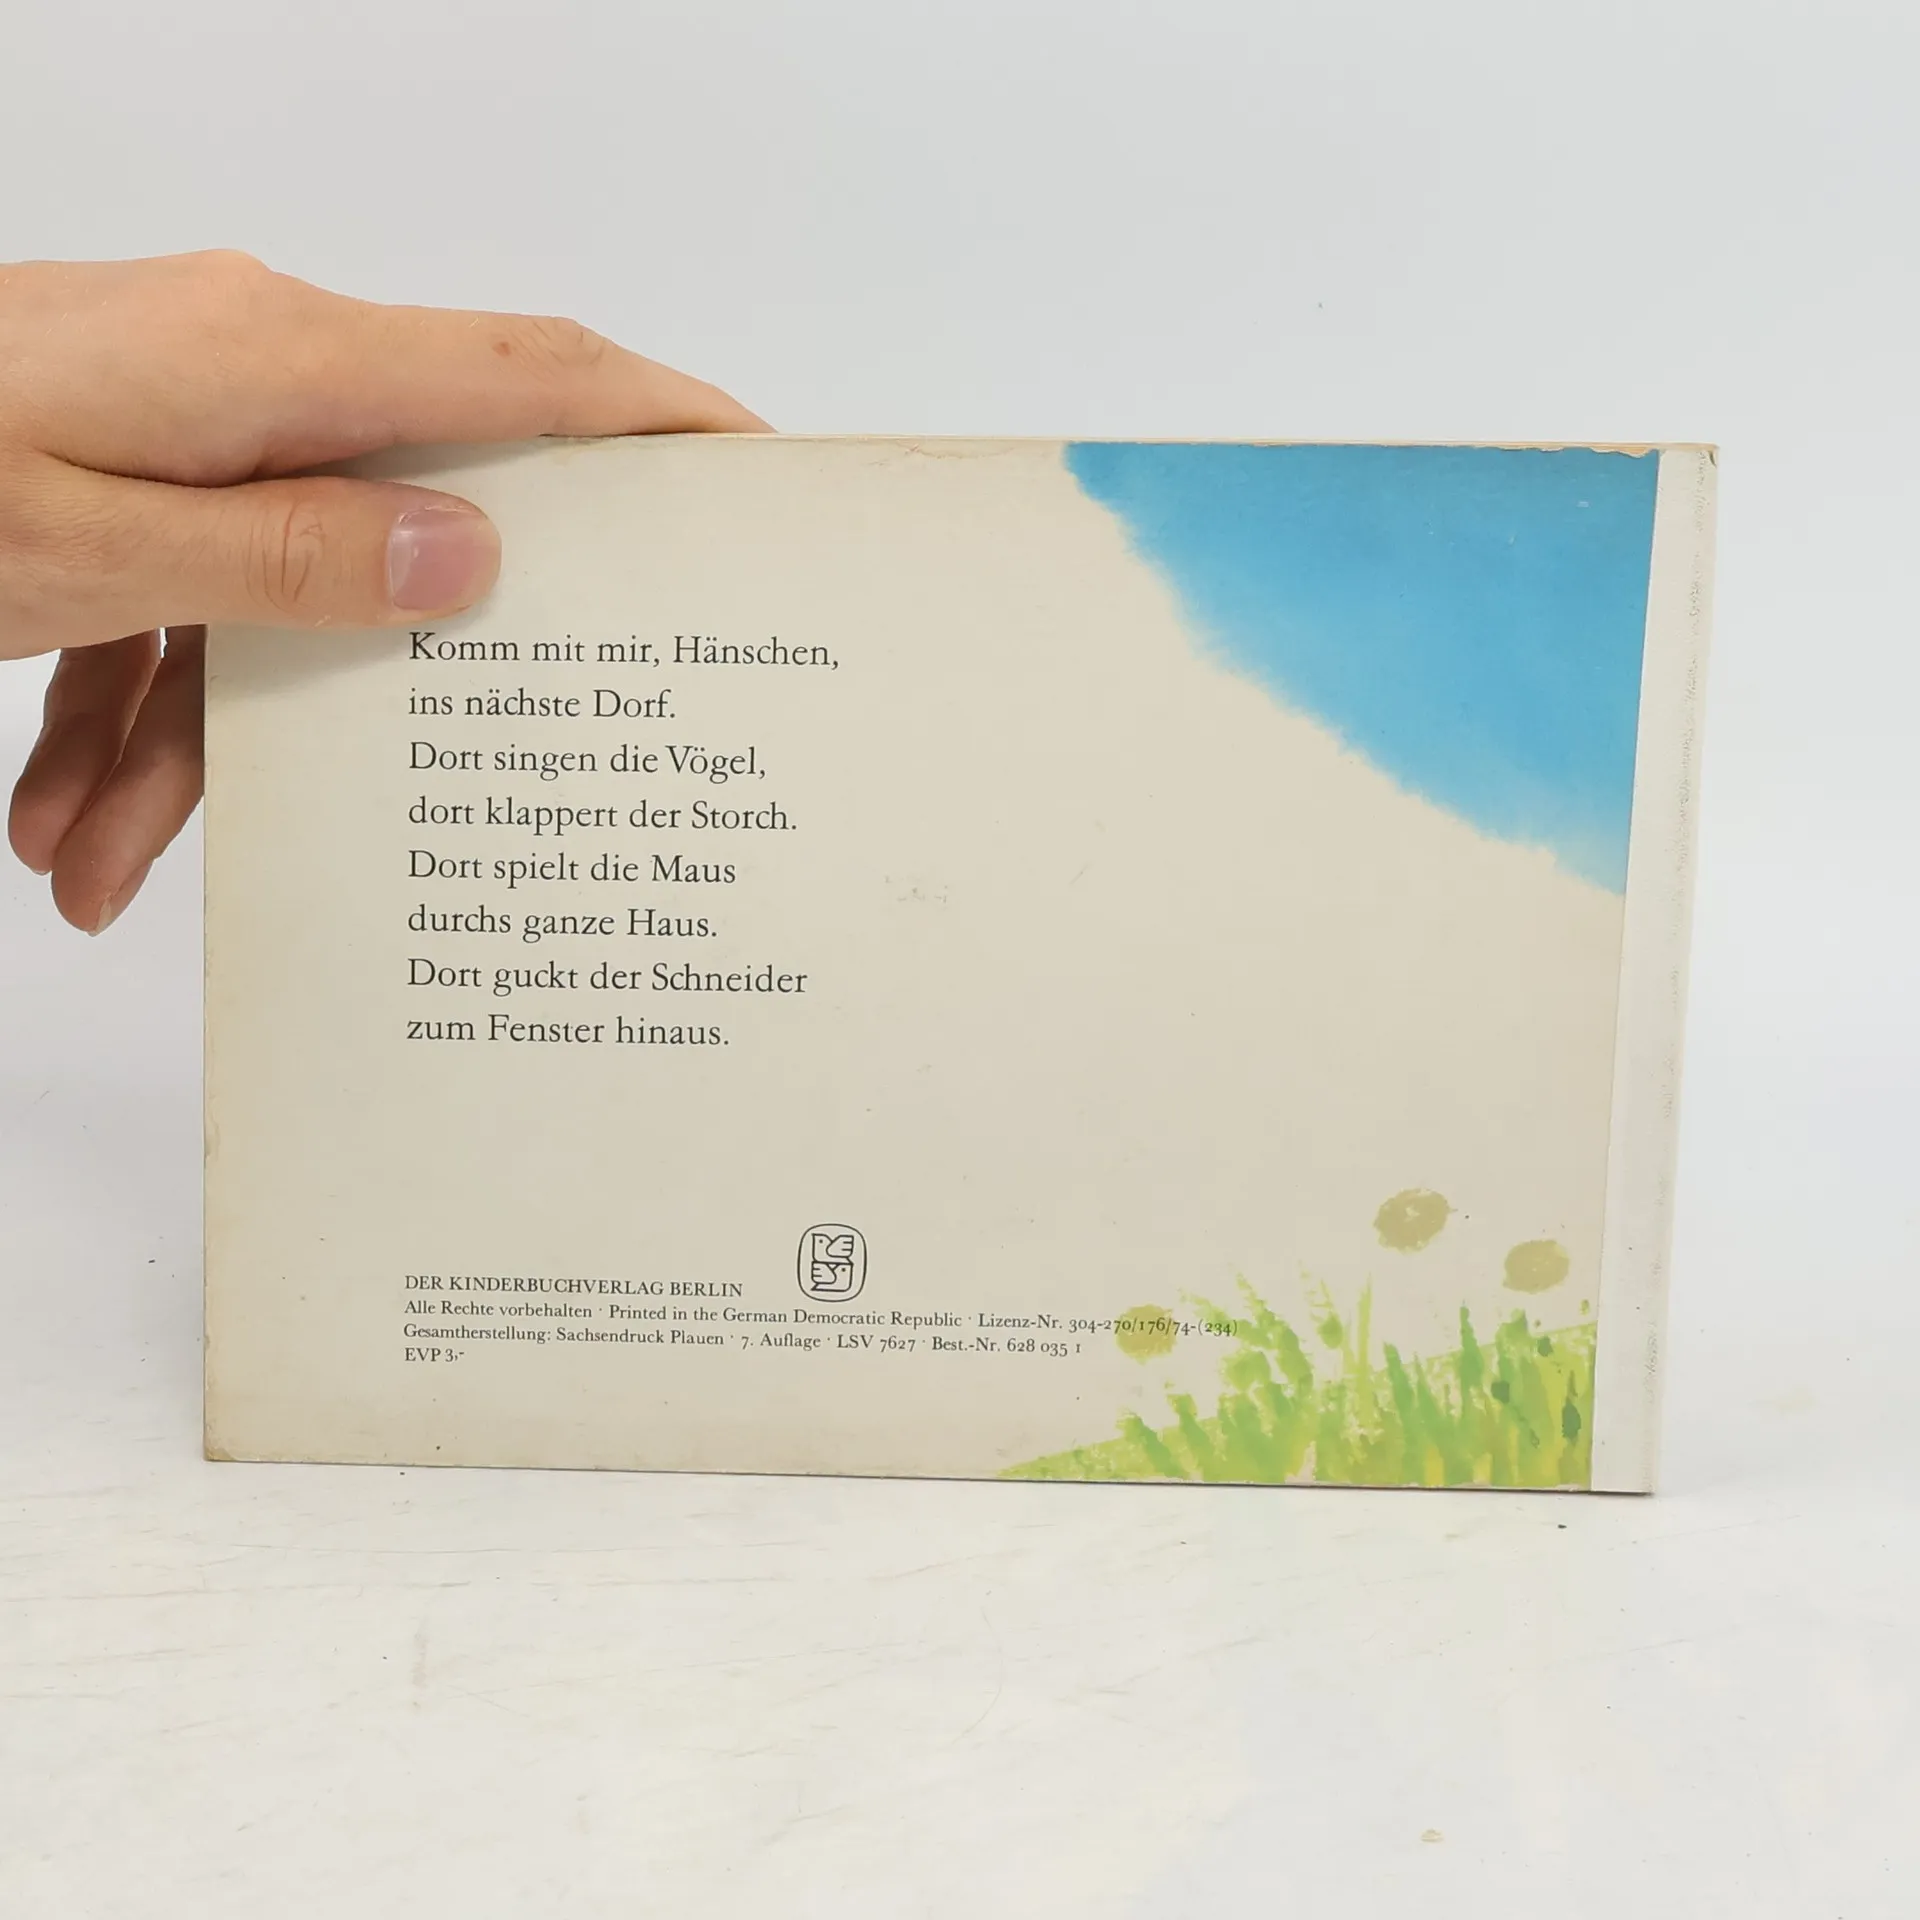 Komm mit mir, Hänschen,
ins nächste Dorf.
Dort singen die Vögel,
dort klappert der Storch.
Dort spielt die Maus
durchs ganze Haus.
Dort guckt der Schneider
zum Fenster hinaus.
DER KINDERBUCHVERLAG BERLIN
Alle Rechte vorbehalten · Printed in the German Democratic Republic · Lizenz-Nr. 304-270/176/74-(234)
Gesamtherstellung: Sachsendruck Plauen · 7. Auflage · LSV 7627 · Best.-Nr. 628 035 1
EVP 3,-